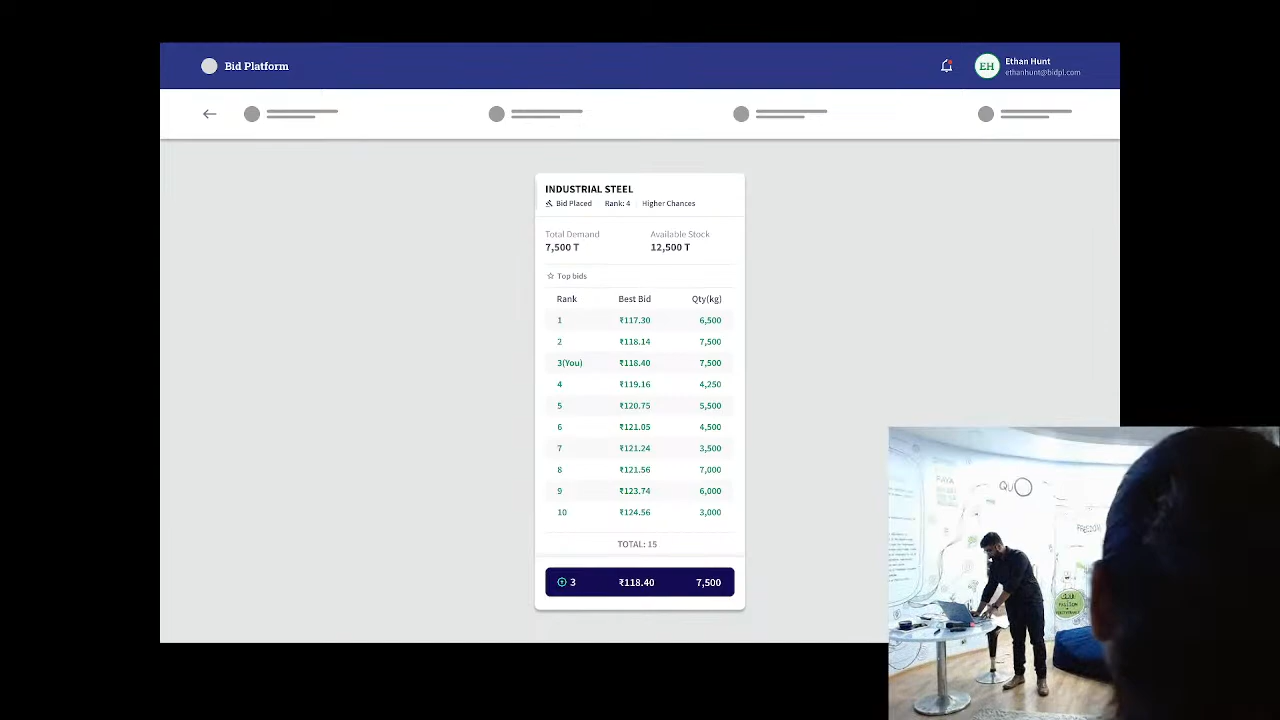 Bid Platform
EH
Ethan Hunt
ethanhunt@bidpl.com
INDUSTRIAL STEEL
Bid Placed Rank: 4 Higher Chances
Total Demand Available Stock
7,500 T 12,500 T
Top bids
Rank Best Bid Qty(kg)
1 ₹117.30 6,500
2 ₹118.14 7,500
3(You) ₹118.40 7,500
4 ₹119.16 4,250
5 ₹120.75 5,500
6 ₹121.05 4,500
7 ₹121.24 3,500
8 ₹121.56 7,000
9 ₹123.74 6,000
10 ₹124.56 3,000
TOTAL: 15
3 ₹118.40 7,500
QUO
FREEDOM